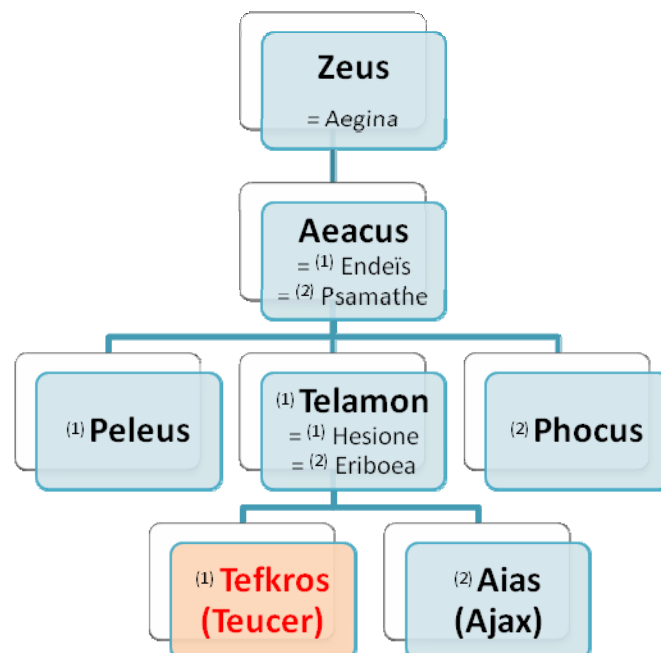 Zeus
= Aegina
Aeacus
= (1) Endeïs
= (2) Psamathe
(1) Peleus
(1) Telamon
= (1) Hesione
= (2) Eriboea
(2) Phocus
(1) Tefkros
(Teucer)
(2) Aias
(Ajax)